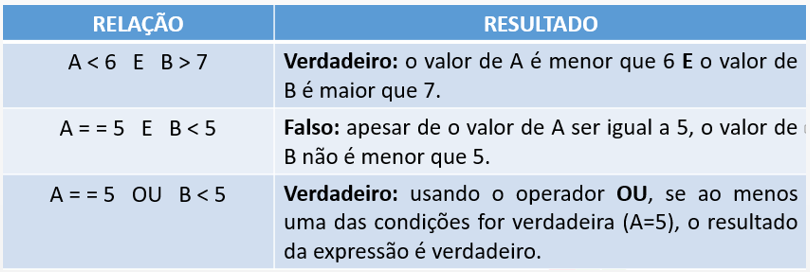 RELAÇÃO
RESULTADO
A < 6 E B > 7
Verdadeiro: o valor de A é menor que 6 E o valor de
B é maior que 7.
A = = 5 E B < 5
Falso: apesar de o valor de A ser igual a 5, o valor de
B não é menor que 5.
A = = 5 OU B < 5
Verdadeiro: usando o operador OU, se ao menos
uma das condições for verdadeira (A=5), o resultado
da expressão é verdadeiro.